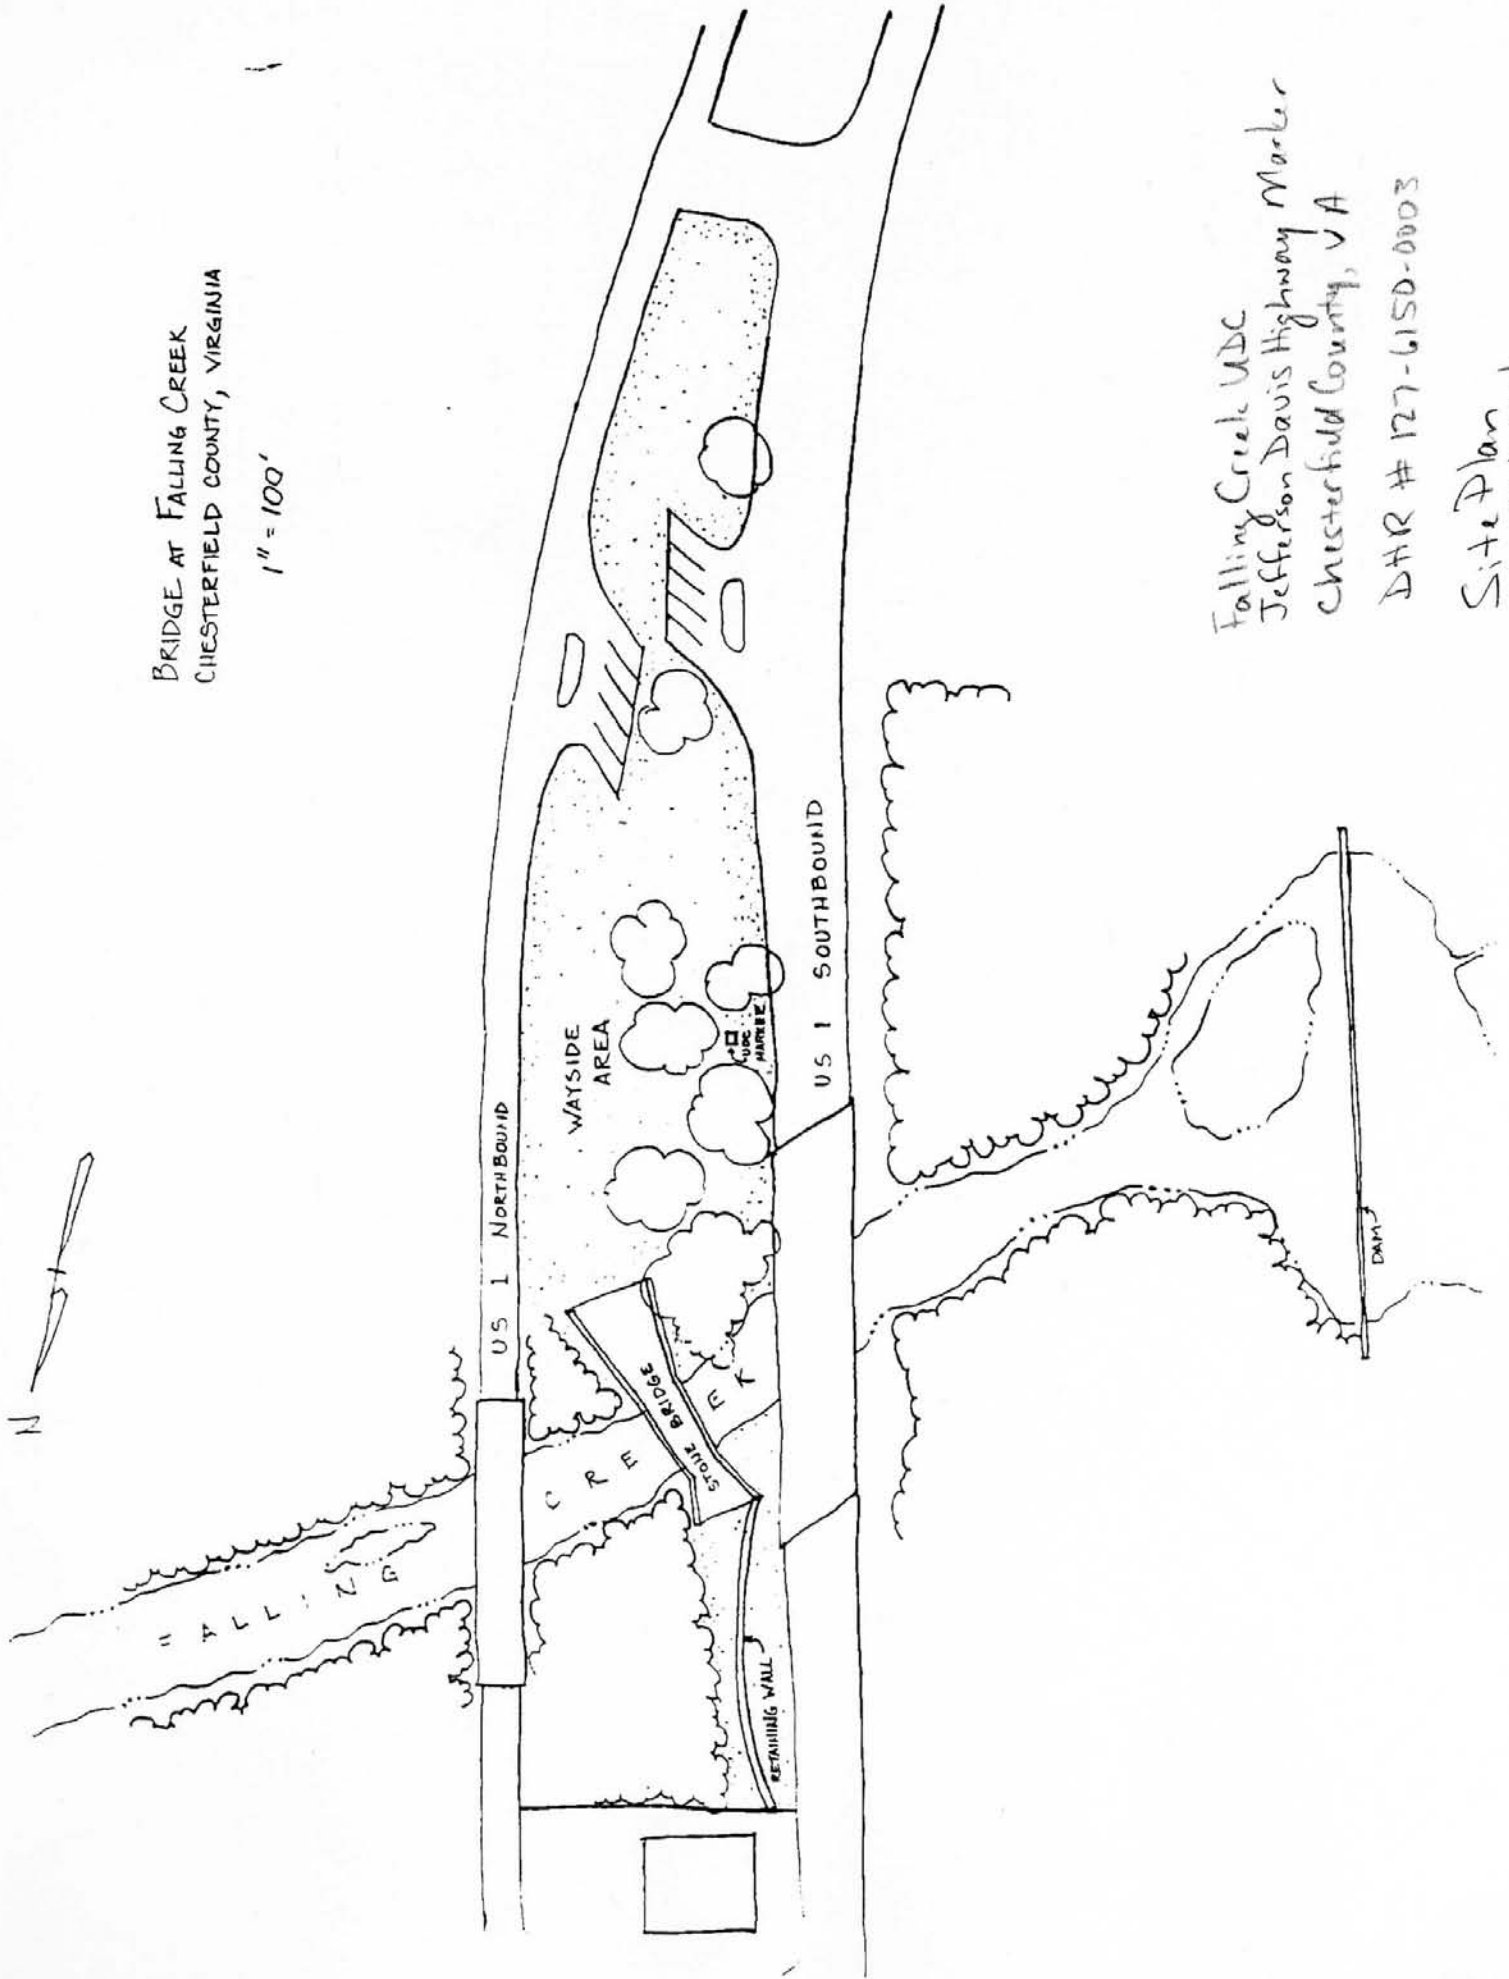 BRIDGE AT FALLING CREEK
CHESTERFIELD COUNTY, VIRGINIA
1" = 100'
N
FALLING
CREEK
US 1 NORTHBOUND
WAYSIDE
AREA
UDC
MARKER
STONE BRIDGE
US 1 SOUTHBOUND
RETAINING WALL
DAM
Falling Creek UDC
Jefferson Davis Highway Marker
Chesterfield County, VA
DHR # 127-6150-0003
Site Plan